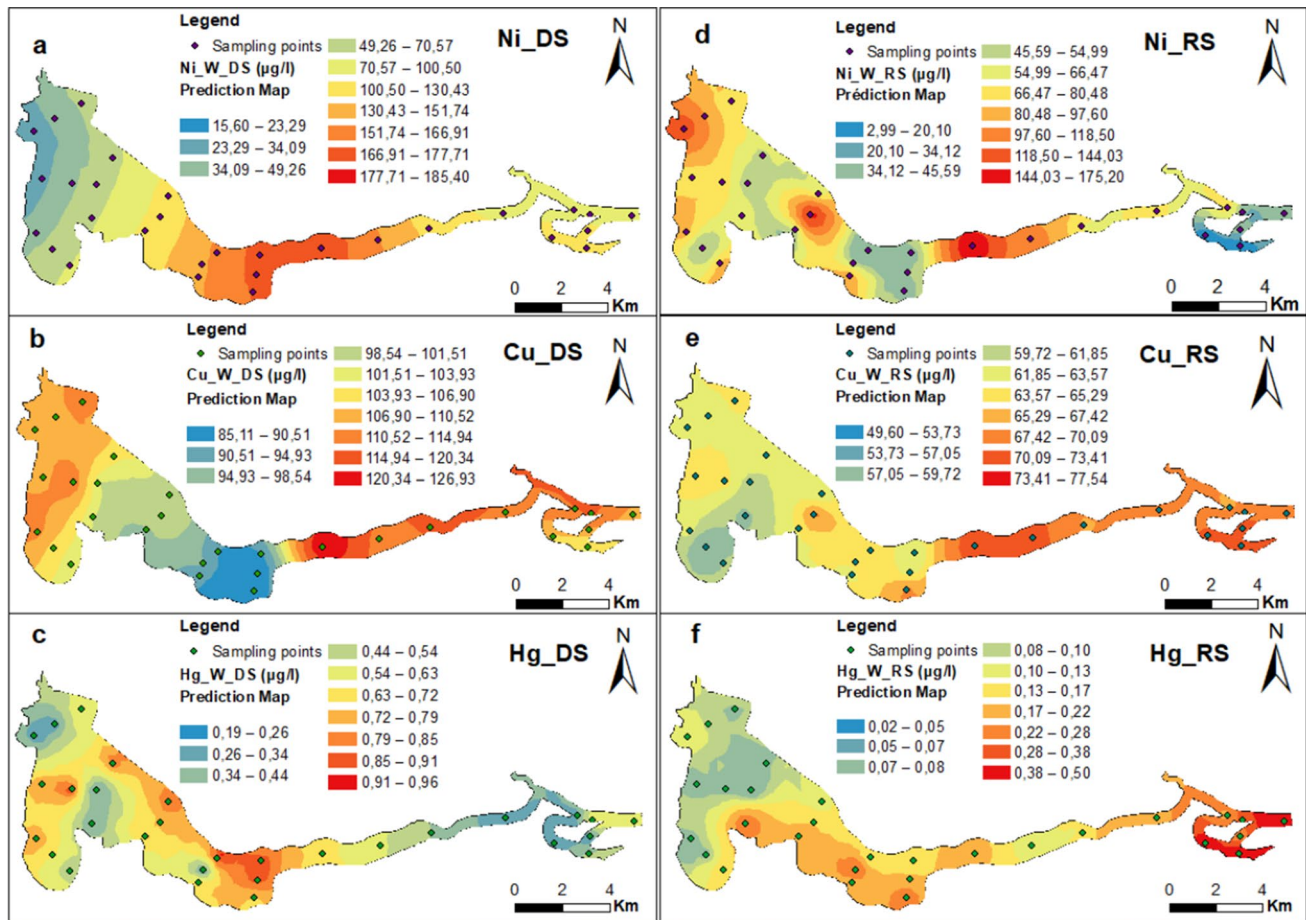 a
Legend
Sampling points
Ni_W_DS (µg/l)
Prediction Map
15,60 – 23,29
23,29 – 34,09
34,09 – 49,26
49,26 – 70,57
70,57 – 100,50
100,50 – 130,43
130,43 – 151,74
151,74 – 166,91
166,91 – 177,71
177,71 – 185,40
Ni_DS
N
0 2 4
Km
d
Legend
Sampling points
Ni_W_RS (µg/l)
Prédiction Map
2,99 – 20,10
20,10 – 34,12
34,12 – 45,59
45,59 – 54,99
54,99 – 66,47
66,47 – 80,48
80,48 – 97,60
97,60 – 118,50
118,50 – 144,03
144,03 – 175,20
Ni_RS
N
0 2 4
Km
b
Legend
Sampling points
Cu_W_DS (µg/l)
Prediction Map
85,11 – 90,51
90,51 – 94,93
94,93 – 98,54
98,54 – 101,51
101,51 – 103,93
103,93 – 106,90
106,90 – 110,52
110,52 – 114,94
114,94 – 120,34
120,34 – 126,93
Cu_DS
N
0 2 4
Km
e
Legend
Sampling points
Cu_W_RS (µg/l)
Prediction Map
49,60 – 53,73
53,73 – 57,05
57,05 – 59,72
59,72 – 61,85
61,85 – 63,57
63,57 – 65,29
65,29 – 67,42
67,42 – 70,09
70,09 – 73,41
73,41 – 77,54
Cu_RS
N
0 2 4
Km
c
Legend
Sampling points
Hg_W_DS (µg/l)
Prediction Map
0,19 – 0,26
0,26 – 0,34
0,34 – 0,44
0,44 – 0,54
0,54 – 0,63
0,63 – 0,72
0,72 – 0,79
0,79 – 0,85
0,85 – 0,91
0,91 – 0,96
Hg_DS
N
0 2 4
Km
f
Legend
Sampling points
Hg_W_RS (µg/l)
Prediction Map
0,02 – 0,05
0,05 – 0,07
0,07 – 0,08
0,08 – 0,10
0,10 – 0,13
0,13 – 0,17
0,17 – 0,22
0,22 – 0,28
0,28 – 0,38
0,38 – 0,50
Hg_RS
N
0 2 4
Km